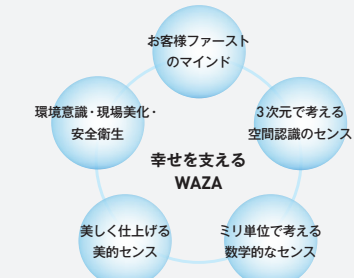 お客様ファースト
のマインド
環境意識・現場美化・
安全衛生
3次元で考える
空間認識のセンス
幸せを支える
WAZA
美しく仕上げる
美的センス
ミリ単位で考える
数学的なセンス